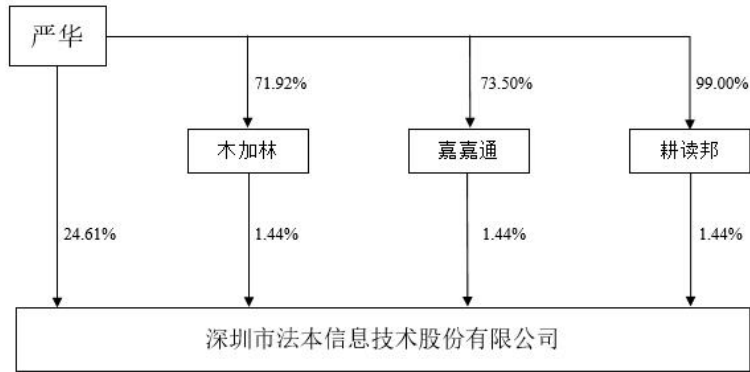 严华
71.92%
73.50%
99.00%
木加林
嘉嘉通
耕读邦
24.61%
1.44%
1.44%
1.44%
深圳市法本信息技术股份有限公司